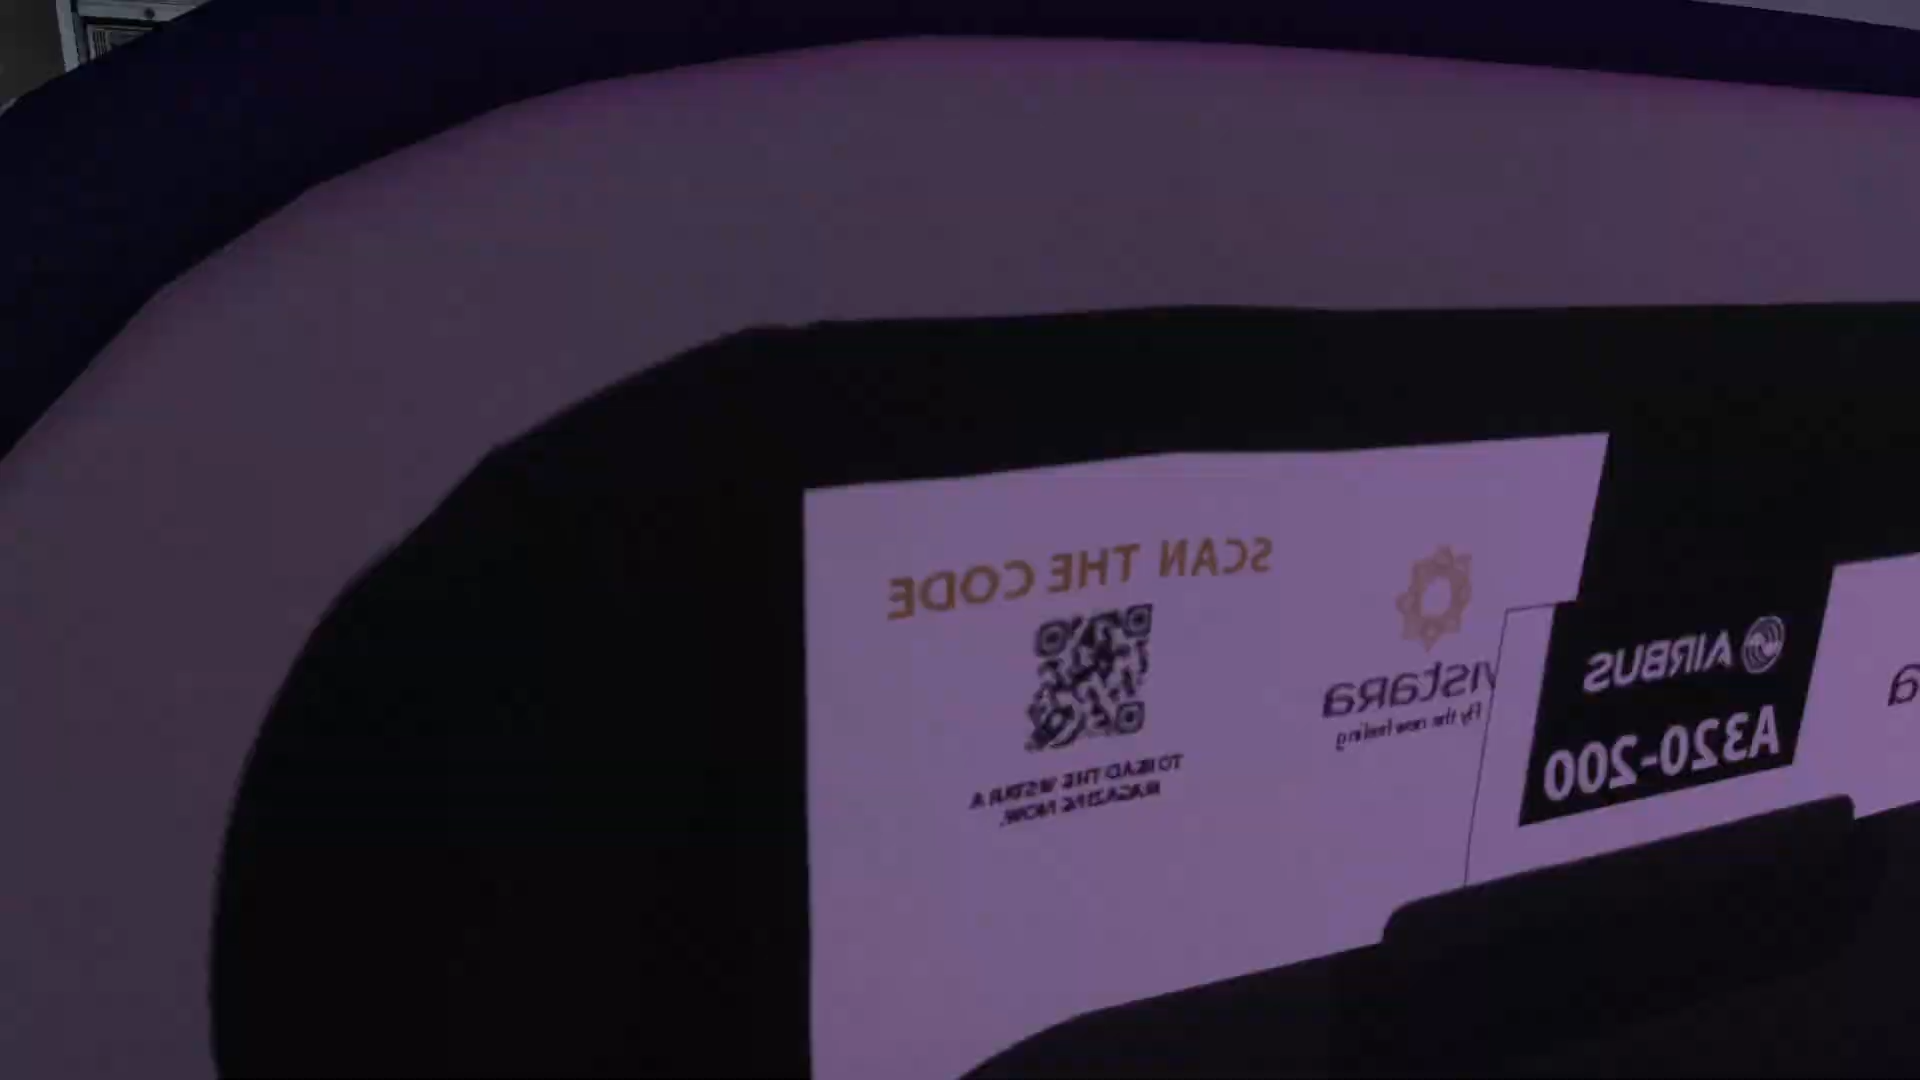 SCAN THE CODE
TO READ THE VISTARA
MAGAZINE NOW.
vistara
Fly the new feeling
AIRBUS
A320-200
a